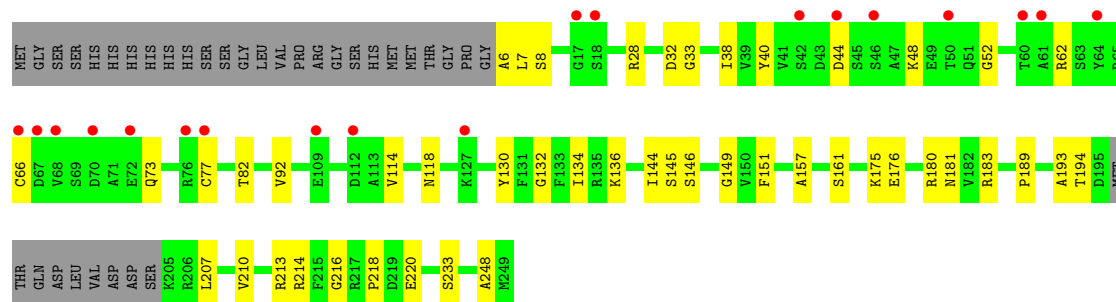 MET GLY SER SER HIS HIS HIS HIS HIS HIS SER SER GLY LEU VAL PRO ARG GLY SER HIS MET MET THR GLY PRO GLY A6 L7 S8 G17 S18 R28 D32 G33 I38 V39 Y40 V41 S42 D43 D44 S45 S46 A47 K48 E49 T50 Q51 G52 T60 A61 R62 S63 Y64
C66 D67 V68 S69 D70 A71 E72 Q73 R76 C77 T82 V92 E109 D112 A113 V114 N118 K127 Y130 F131 G132 F133 I134 R135 K136 I144 S145 S146 G149 V150 F151 A157 S161 K175 E176 R180 N181 V182 R183 P189 A193 T194 D195
THR GLN ASP LEU VAL ASP ASP SER K205 R206 L207 V210 R213 R214 F215 G216 R217 P218 D219 E220 S233 A248 M249